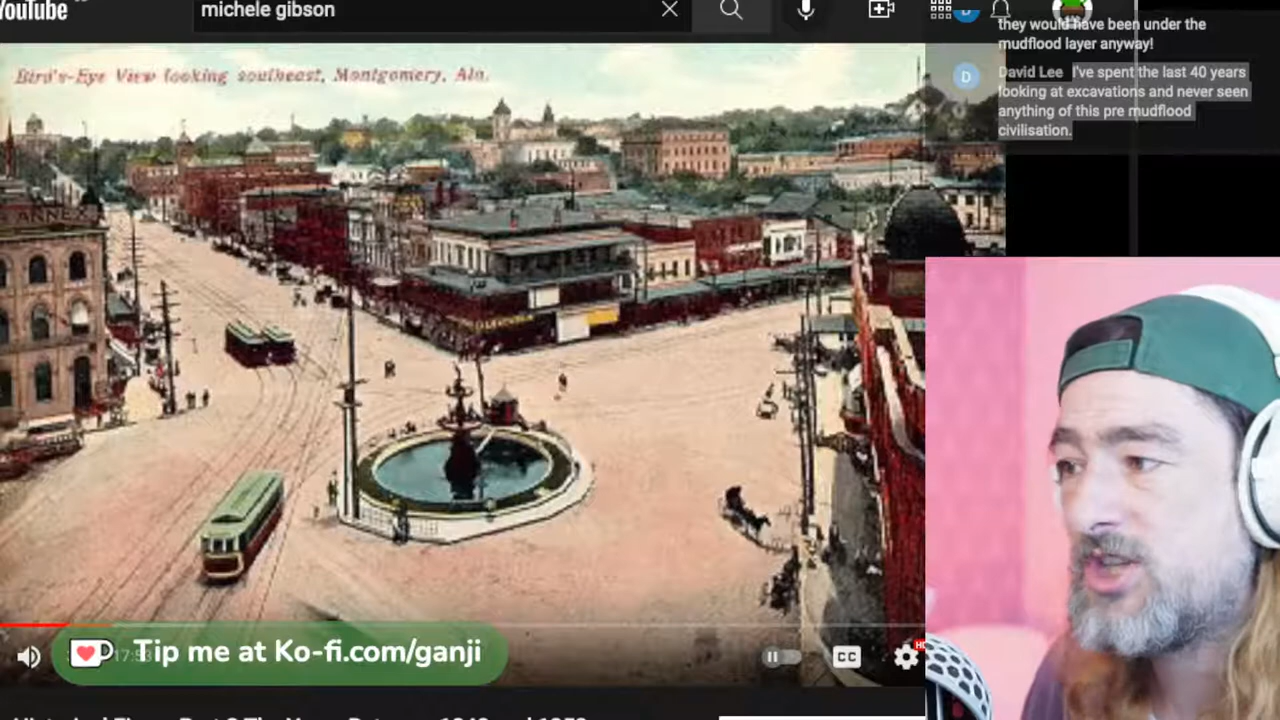 YouTube
michele gibson
they would have been under the
mudflood layer anyway!
D
David Lee I've spent the last 40 years
looking at excavations and never seen
anything of this pre mudflood
civilisation.
Bird's-Eye View looking southeast, Montgomery, Ala.
ANNEX
Tip me at Ko-fi.com/ganji
CC
HD